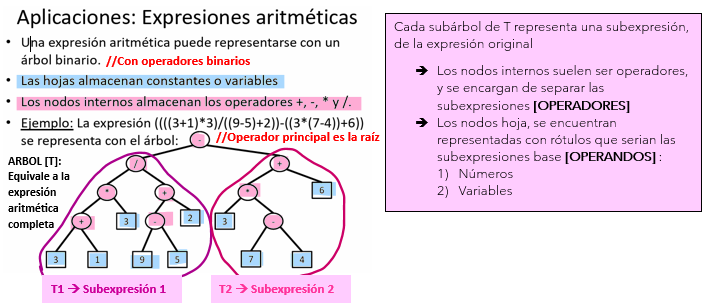 Aplicaciones: Expresiones aritméticas
• Una expresión aritmética puede representarse con un
árbol binario. //Con operadores binarios
• Las hojas almacenan constantes o variables
• Los nodos internos almacenan los operadores +, -, * y /.
• Ejemplo: La expresión ((((3+1)*3)/((9-5)+2))-((3*(7-4))+6))
se representa con el árbol: - //Operador principal es la raíz
ARBOL [T]:
Equivale a la
expresión
aritmética
completa
/ +
* + * 6
+ 3 - 2 3 -
3 1 9 5 7 4
T1 → Subexpresión 1
T2 → Subexpresión 2
Cada subárbol de T representa una subexpresión,
de la expresión original
➔ Los nodos internos suelen ser operadores,
y se encargan de separar las
subexpresiones [OPERADORES]
➔ Los nodos hoja, se encuentran
representadas con rótulos que serian las
subexpresiones base [OPERANDOS] :
1) Números
2) Variables